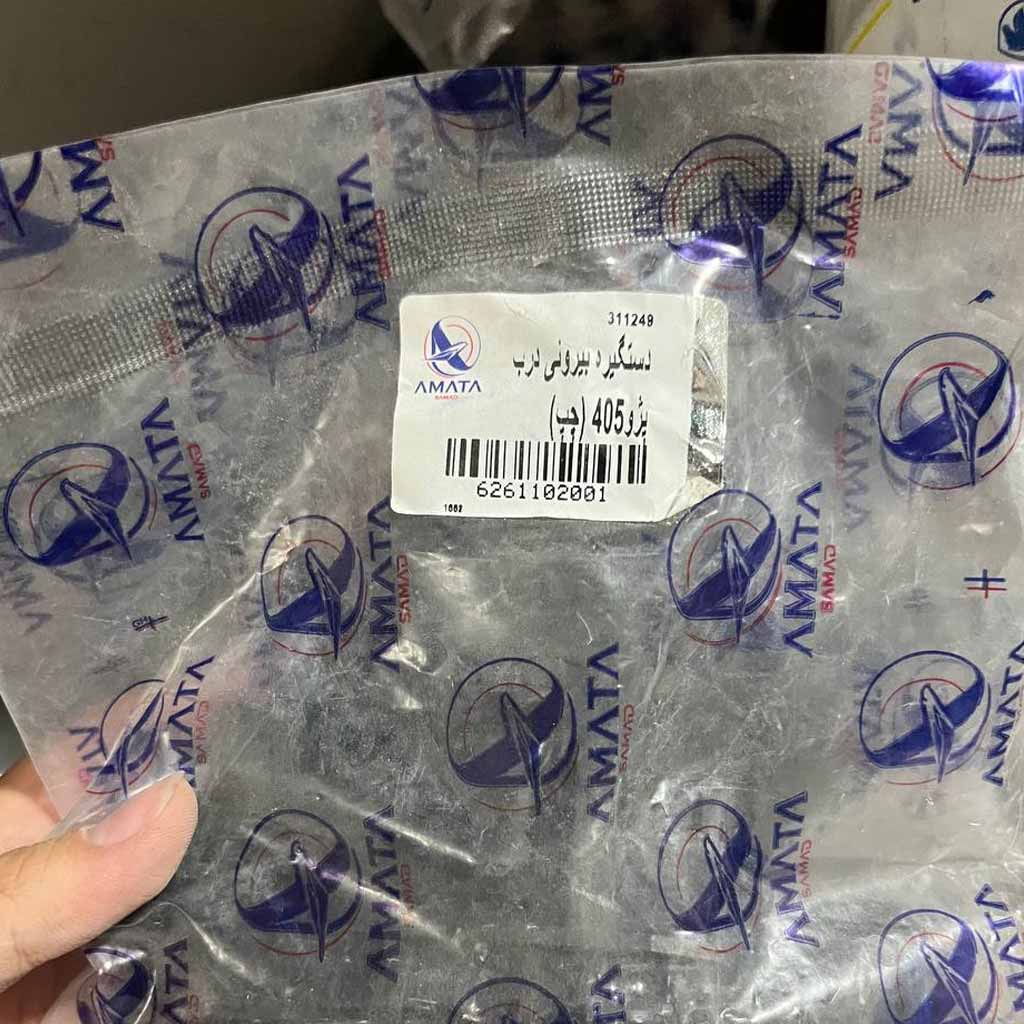 311249
AMATA
SAMAD
دستگیره بیرونی درب
پژو405 (چپ)
6261102001
1662
AMATA
SAMAD